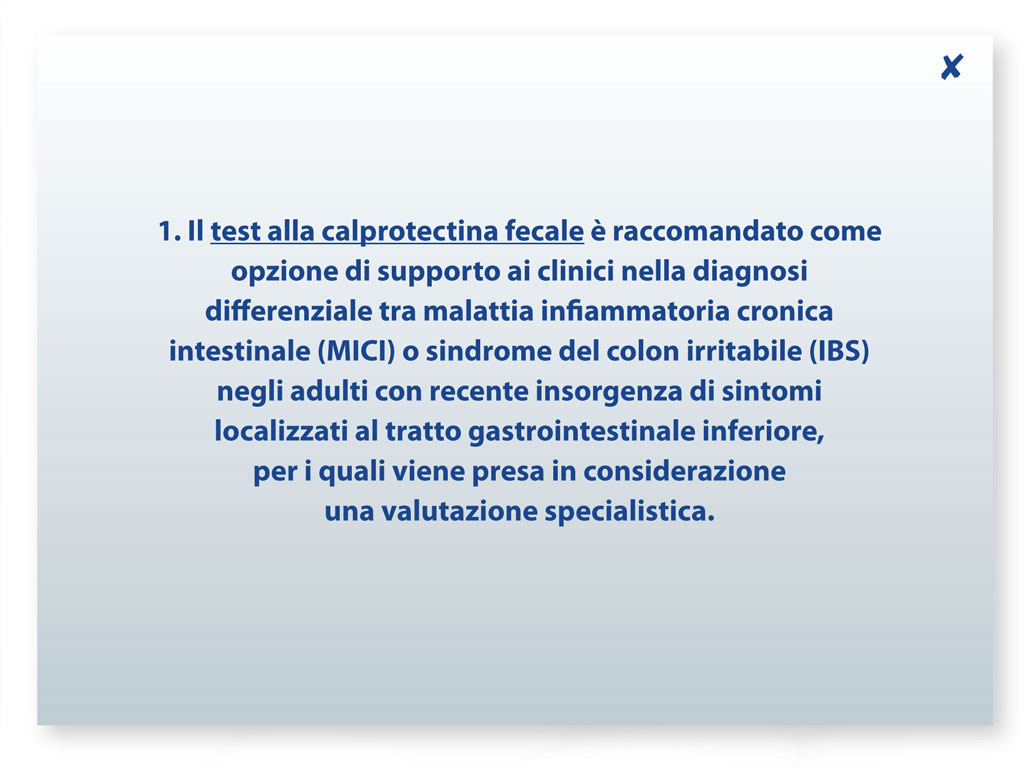 ✘
1. Il test alla calprotectina fecale è raccomandato come
opzione di supporto ai clinici nella diagnosi
differenziale tra malattia infiammatoria cronica
intestinale (MICI) o sindrome del colon irritabile (IBS)
negli adulti con recente insorgenza di sintomi
localizzati al tratto gastrointestinale inferiore,
per i quali viene presa in considerazione
una valutazione specialistica.